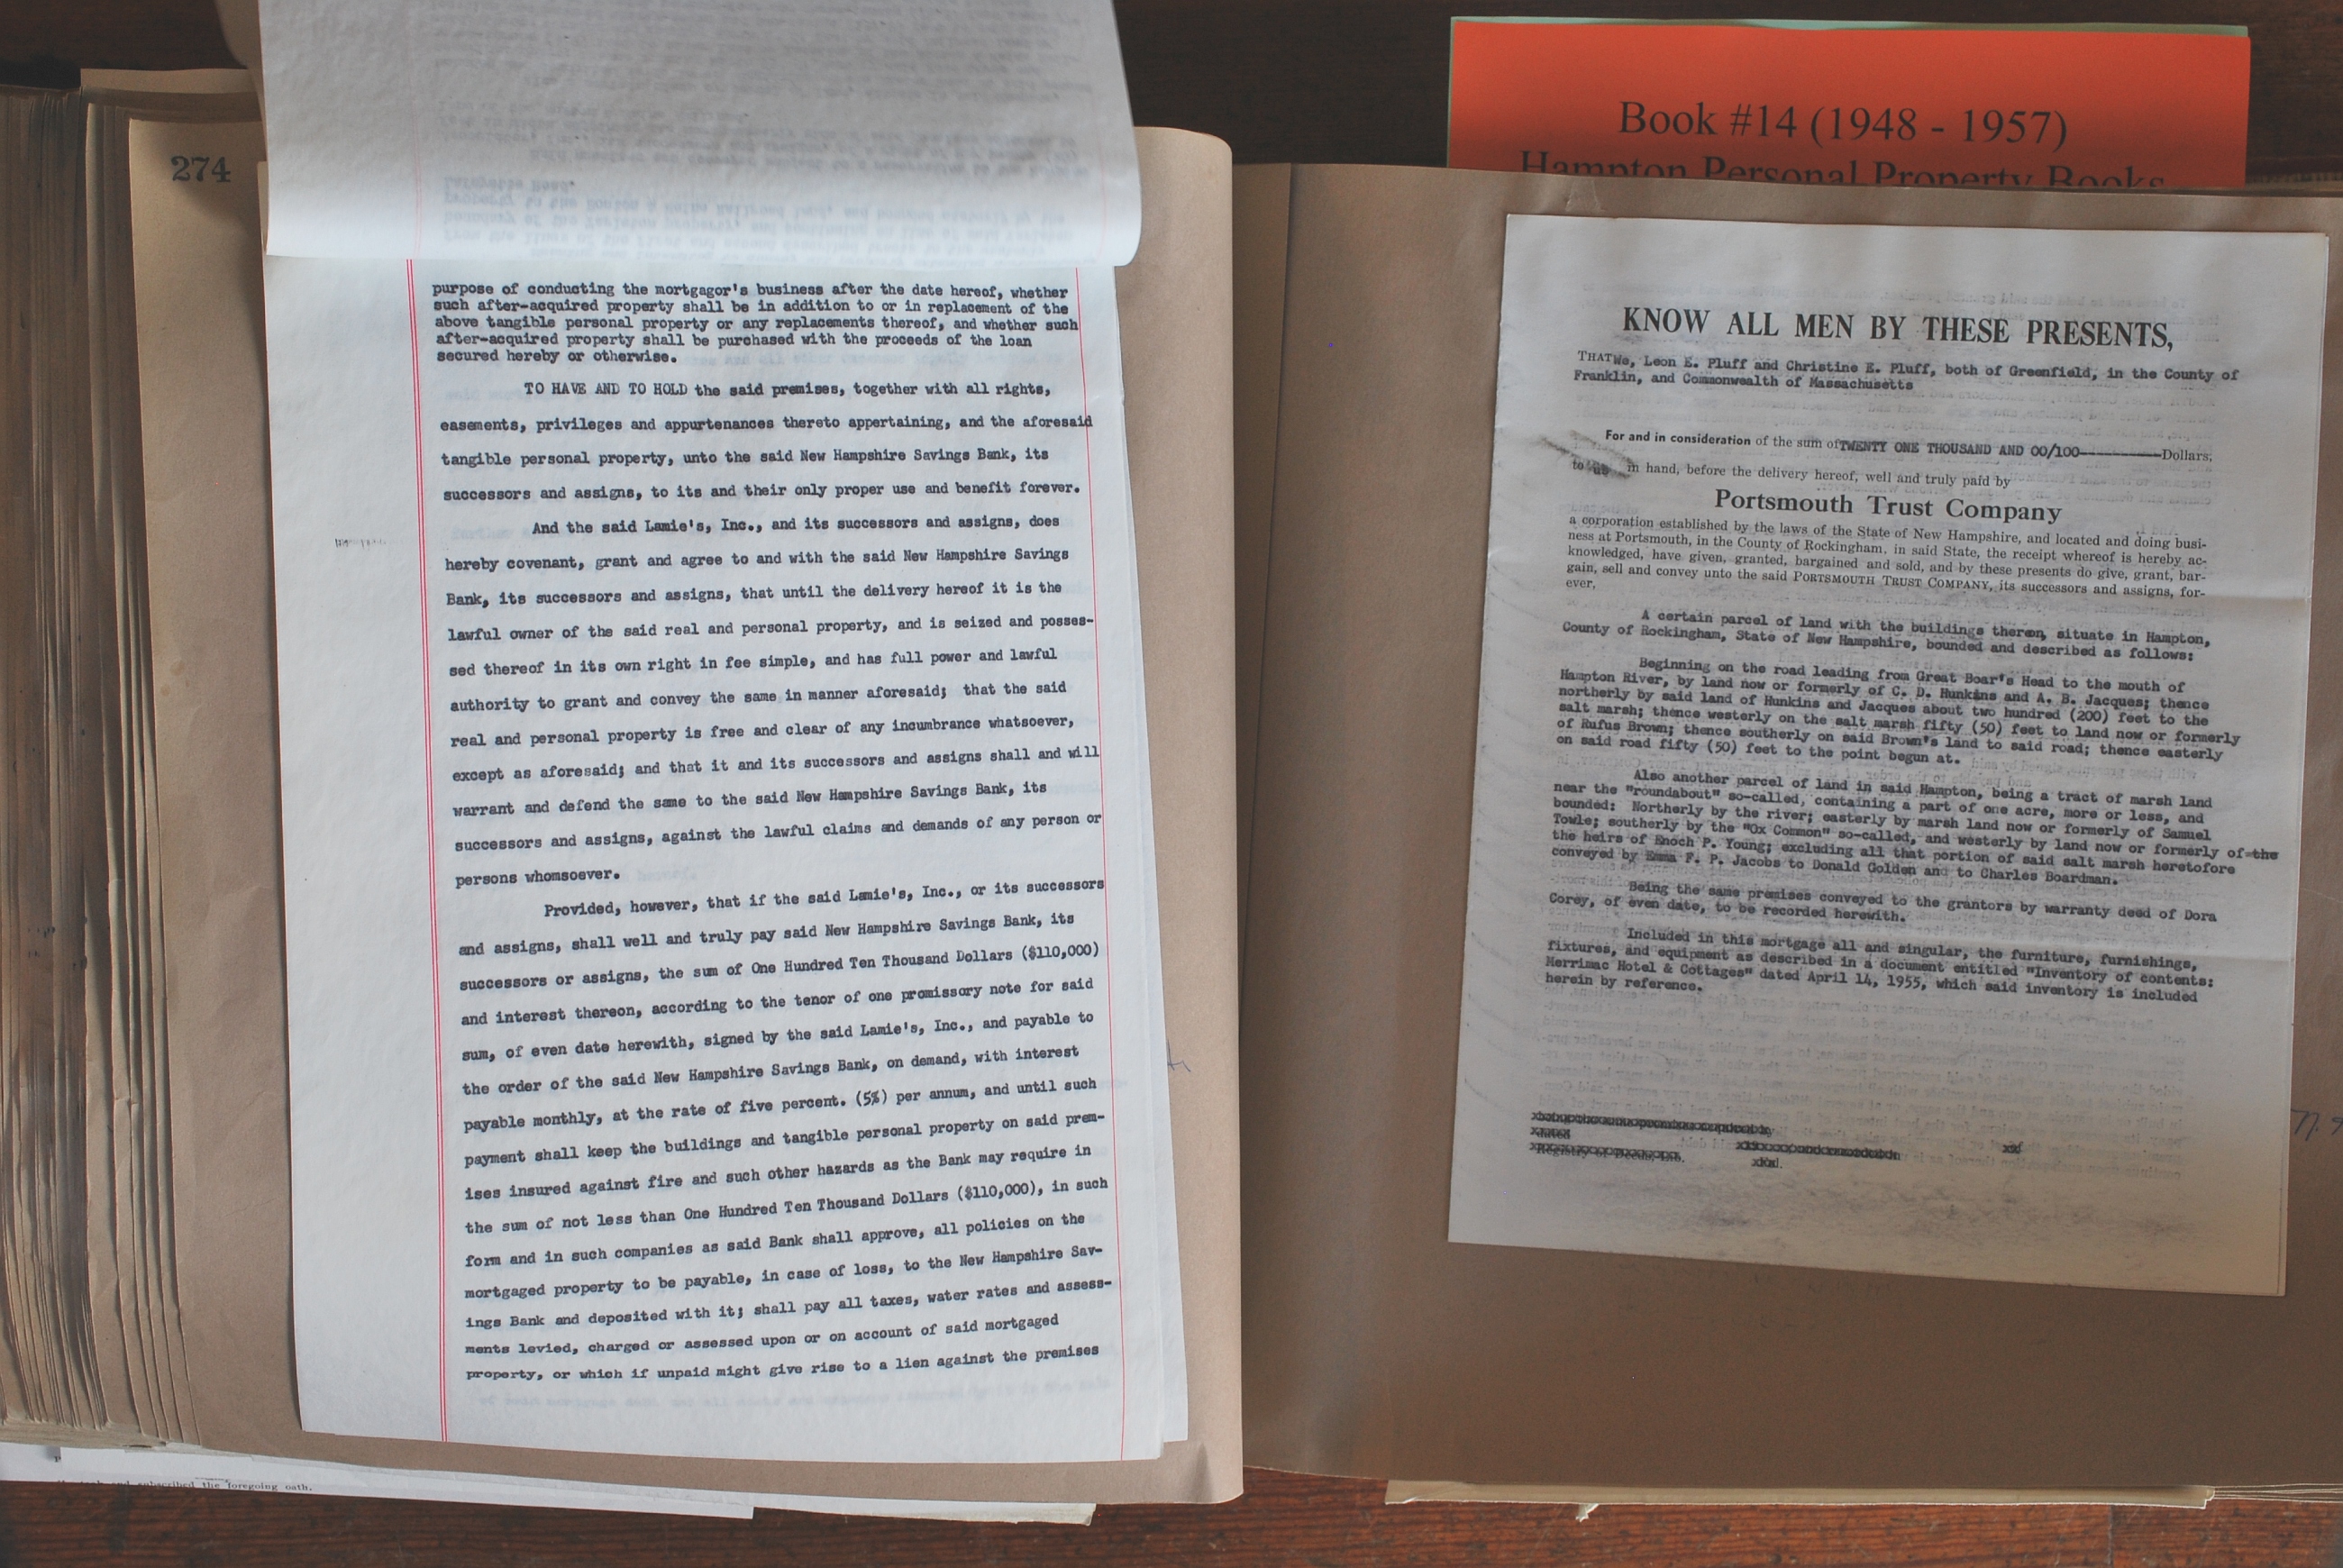 274
purpose of conducting the mortgagor's business after the date hereof, whether
such after-acquired property shall be in addition to or in replacement of the
above tangible personal property or any replacements thereof, and whether such
after-acquired property shall be purchased with the proceeds of the loan
secured hereby or otherwise.
TO HAVE AND TO HOLD the said premises, together with all rights,
easements, privileges and appurtenances thereto appertaining, and the aforesaid
tangible personal property, unto the said New Hampshire Savings Bank, its
successors and assigns, to its and their only proper use and benefit forever.
And the said Lamie's, Inc., and its successors and assigns, does
hereby covenant, grant and agree to and with the said New Hampshire Savings
Bank, its successors and assigns, that until the delivery hereof it is the
lawful owner of the said real and personal property, and is seized and posses-
sed thereof in its own right in fee simple, and has full power and lawful
authority to grant and convey the same in manner aforesaid; that the said
real and personal property is free and clear of any incumbrance whatsoever,
except as aforesaid; and that it and its successors and assigns shall and will
warrant and defend the same to the said New Hampshire Savings Bank, its
successors and assigns, against the lawful claims and demands of any person or
persons whomsoever.
Provided, however, that if the said Lamie's, Inc., or its successors
and assigns, shall well and truly pay said New Hampshire Savings Bank, its
successors or assigns, the sum of One Hundred Ten Thousand Dollars ($110,000)
and interest thereon, according to the tenor of one promissory note for said
sum, of even date herewith, signed by the said Lamie's, Inc., and payable to
the order of the said New Hampshire Savings Bank, on demand, with interest
payable monthly, at the rate of five percent. (5%) per annum, and until such
payment shall keep the buildings and tangible personal property on said prem-
ises insured against fire and such other hazards as the Bank may require in
the sum of not less than One Hundred Ten Thousand Dollars ($110,000), in such
form and in such companies as said Bank shall approve, all policies on the
mortgaged property to be payable, in case of loss, to the New Hampshire Sav-
ings Bank and deposited with it; shall pay all taxes, water rates and assess-
ments levied, charged or assessed upon or on account of said mortgaged
property, or which if unpaid might give rise to a lien against the premises
subscribed the foregoing oath.
Book #14 (1948 - 1957)
Hampton Personal Property Books
KNOW ALL MEN BY THESE PRESENTS,
THAT We, Leon E. Pluff and Christine E. Pluff, both of Greenfield, in the County of
Franklin, and Commonwealth of Massachusetts
For and in consideration of the sum of TWENTY ONE THOUSAND AND 00/100----------Dollars,
to us in hand, before the delivery hereof, well and truly paid by
Portsmouth Trust Company
a corporation established by the laws of the State of New Hampshire, and located and doing busi-
ness at Portsmouth, in the County of Rockingham, in said State, the receipt whereof is hereby ac-
knowledged, have given, granted, bargained and sold, and by these presents do give, grant, bar-
gain, sell and convey unto the said PORTSMOUTH TRUST COMPANY, its successors and assigns, for-
ever,
A certain parcel of land with the buildings thereon, situate in Hampton,
County of Rockingham, State of New Hampshire, bounded and described as follows:
Beginning on the road leading from Great Boar's Head to the mouth of
Hampton River, by land now or formerly of C. D. Hunkins and A. B. Jacques; thence
northerly by said land of Hunkins and Jacques about two hundred (200) feet to the
salt marsh; thence westerly on the salt marsh fifty (50) feet to land now or formerly
of Rufus Brown; thence southerly on said Brown's land to said road; thence easterly
on said road fifty (50) feet to the point begun at.
Also another parcel of land in said Hampton, being a tract of marsh land
near the "roundabout" so-called, containing a part of one acre, more or less, and
bounded: Northerly by the river; easterly by marsh land now or formerly of Samuel
Towle; southerly by the "Ox Common" so-called, and westerly by land now or formerly of the
the heirs of Enoch P. Young; excluding all that portion of said salt marsh heretofore
conveyed by Emma F. P. Jacobs to Donald Golden and to Charles Boardman.
Being the same premises conveyed to the grantors by warranty deed of Dora
Corey, of even date, to be recorded herewith.
Included in this mortgage all and singular, the furniture, furnishings,
fixtures, and equipment as described in a document entitled "Inventory of contents:
Merrimac Hotel & Cottages" dated April 14, 1955, which said inventory is included
herein by reference.